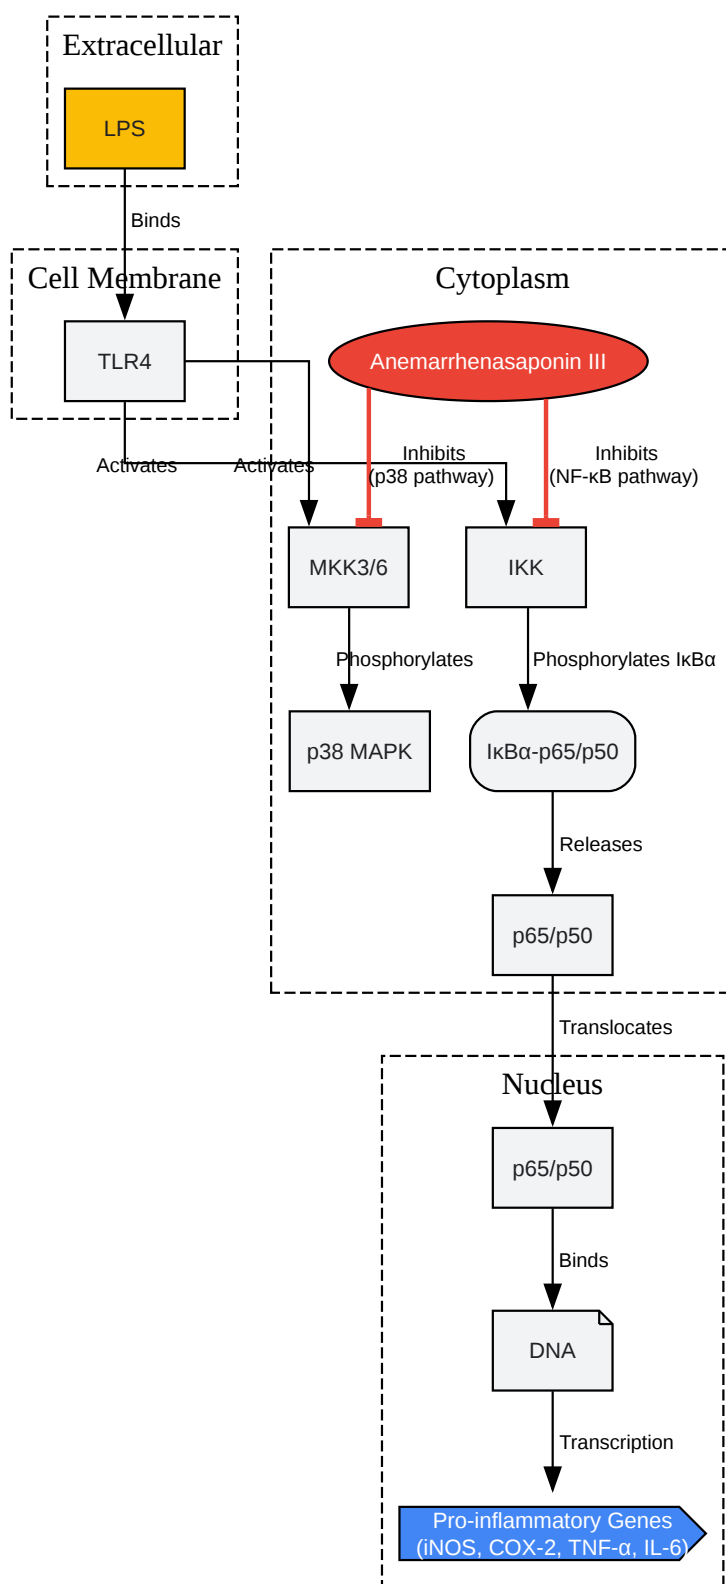 Extracellular
LPS
Binds
Cell Membrane
TLR4
Cytoplasm
Anemarrhenasaponin III
Activates
Activates
Inhibits
(p38 pathway)
Inhibits
(NF-κB pathway)
MKK3/6
IKK
Phosphorylates
Phosphorylates IκBα
p38 MAPK
IκBα-p65/p50
Releases
p65/p50
Translocates
Nucleus
p65/p50
Binds
DNA
Transcription
Pro-inflammatory Genes
(iNOS, COX-2, TNF-α, IL-6)